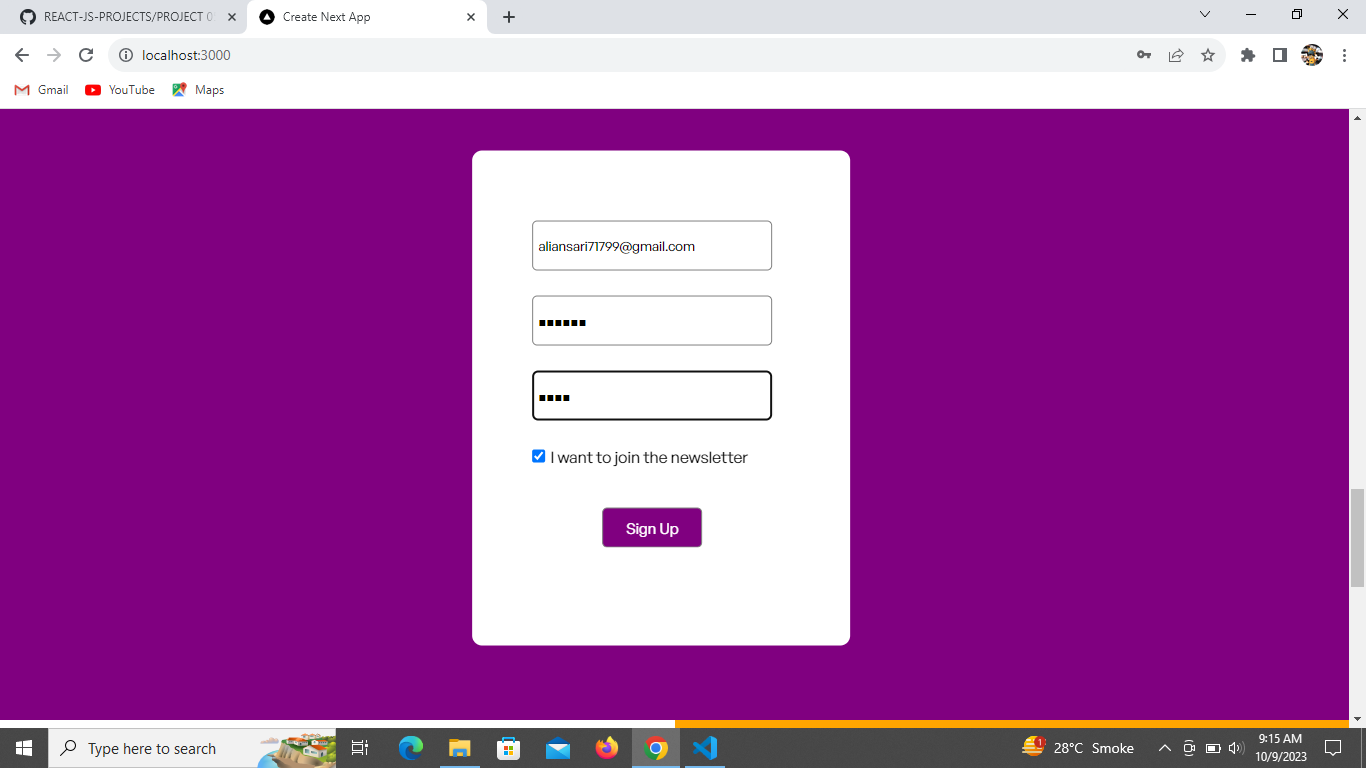 REACT-JS-PROJECTS/PROJECT 0
Create Next App
localhost:3000
Gmail
YouTube
Maps
aliansari71799@gmail.com
I want to join the newsletter
Sign Up
Type here to search
1
28°C Smoke
9:15 AM
10/9/2023